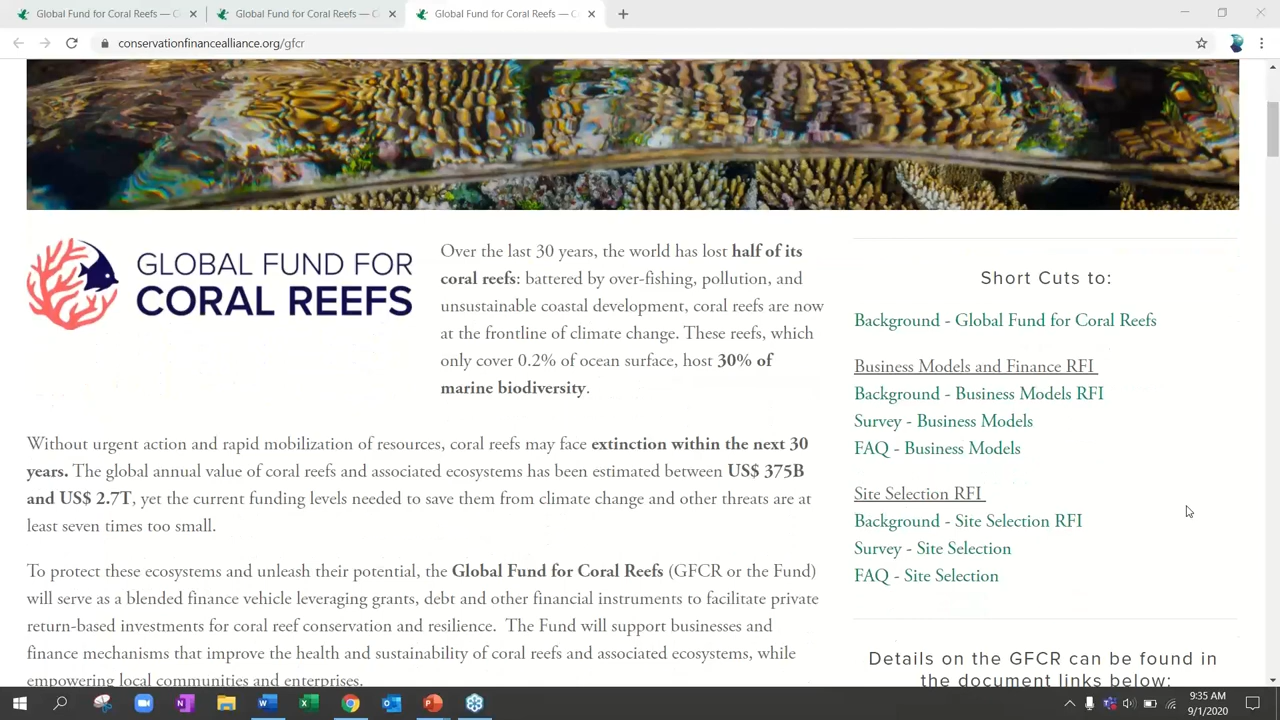 Global Fund for Coral Reefs — C
Global Fund for Coral Reefs — C
Global Fund for Coral Reefs — C
conservationfinancealliance.org/gfcr
GLOBAL FUND FOR
CORAL REEFS
Over the last 30 years, the world has lost half of its
coral reefs: battered by over-fishing, pollution, and
unsustainable coastal development, coral reefs are now
at the frontline of climate change. These reefs, which
only cover 0.2% of ocean surface, host 30% of
marine biodiversity.
Without urgent action and rapid mobilization of resources, coral reefs may face extinction within the next 30
years. The global annual value of coral reefs and associated ecosystems has been estimated between US$ 375B
and US$ 2.7T, yet the current funding levels needed to save them from climate change and other threats are at
least seven times too small.
To protect these ecosystems and unleash their potential, the Global Fund for Coral Reefs (GFCR or the Fund)
will serve as a blended finance vehicle leveraging grants, debt and other financial instruments to facilitate private
return-based investments for coral reef conservation and resilience. The Fund will support businesses and
finance mechanisms that improve the health and sustainability of coral reefs and associated ecosystems, while
empowering local communities and enterprises.
Short Cuts to:
Background - Global Fund for Coral Reefs
Business Models and Finance RFI
Background - Business Models RFI
Survey - Business Models
FAQ - Business Models
Site Selection RFI
Background - Site Selection RFI
Survey - Site Selection
FAQ - Site Selection
Details on the GFCR can be found in
the document links below:
9:35 AM
9/1/2020